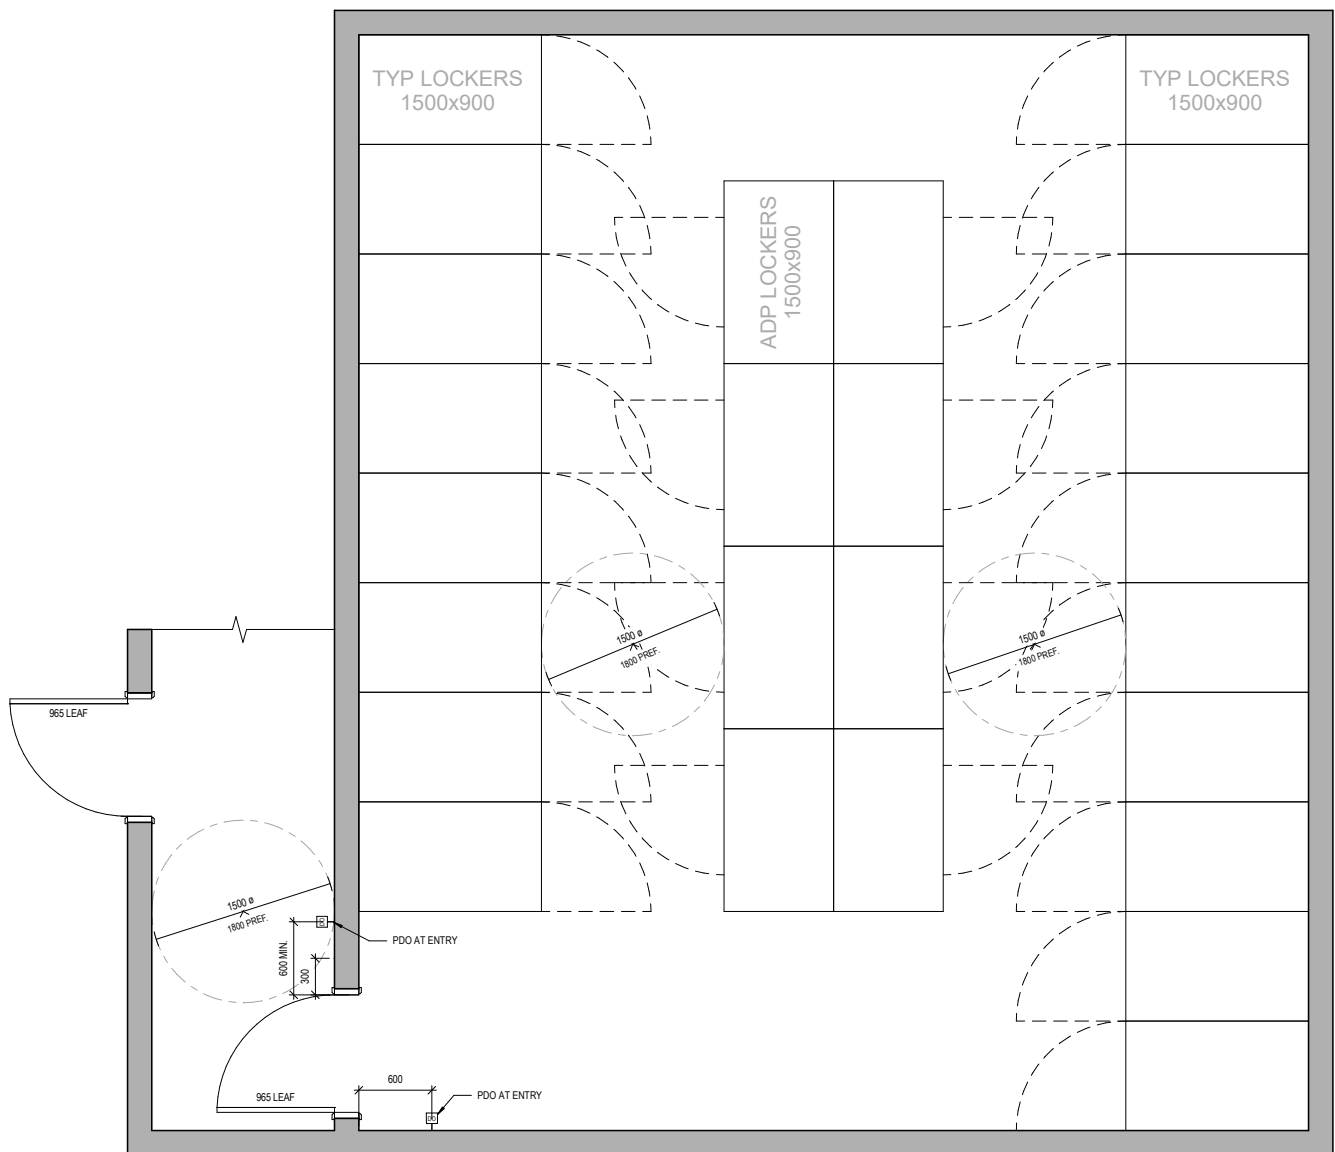 TYP LOCKERS
1500x900
TYP LOCKERS
1500x900
ADP LOCKERS
1500x900
1500 ø
1800 PREF.
1500 ø
1800 PREF.
965 LEAF
1500 ø
1800 PREF.
PDO AT ENTRY
600 MIN.
300
600
965 LEAF
PDO AT ENTRY